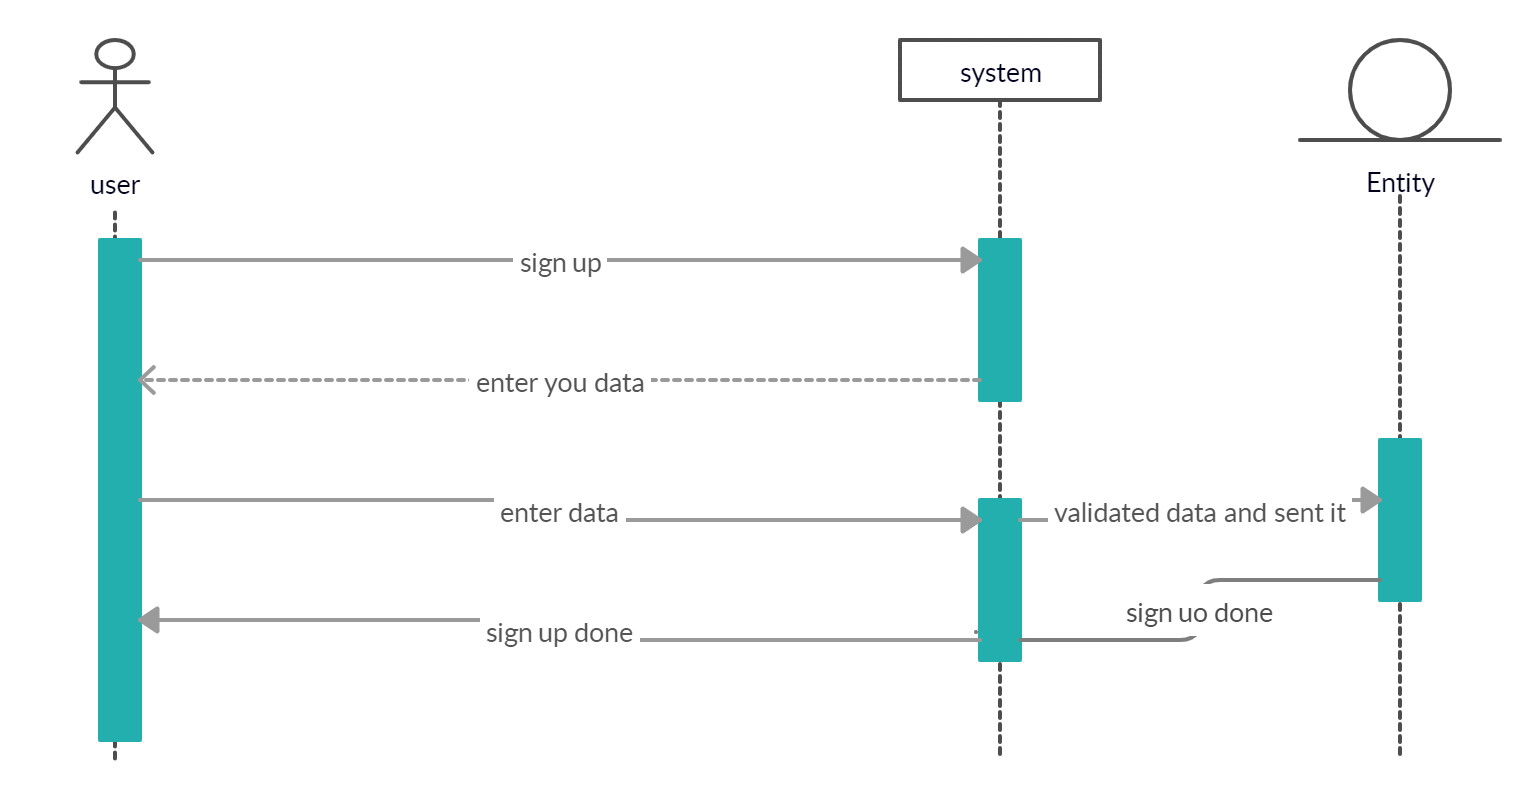 system
user
Entity
sign up
enter you data
enter data
validated data and sent it
sign uo done
sign up done